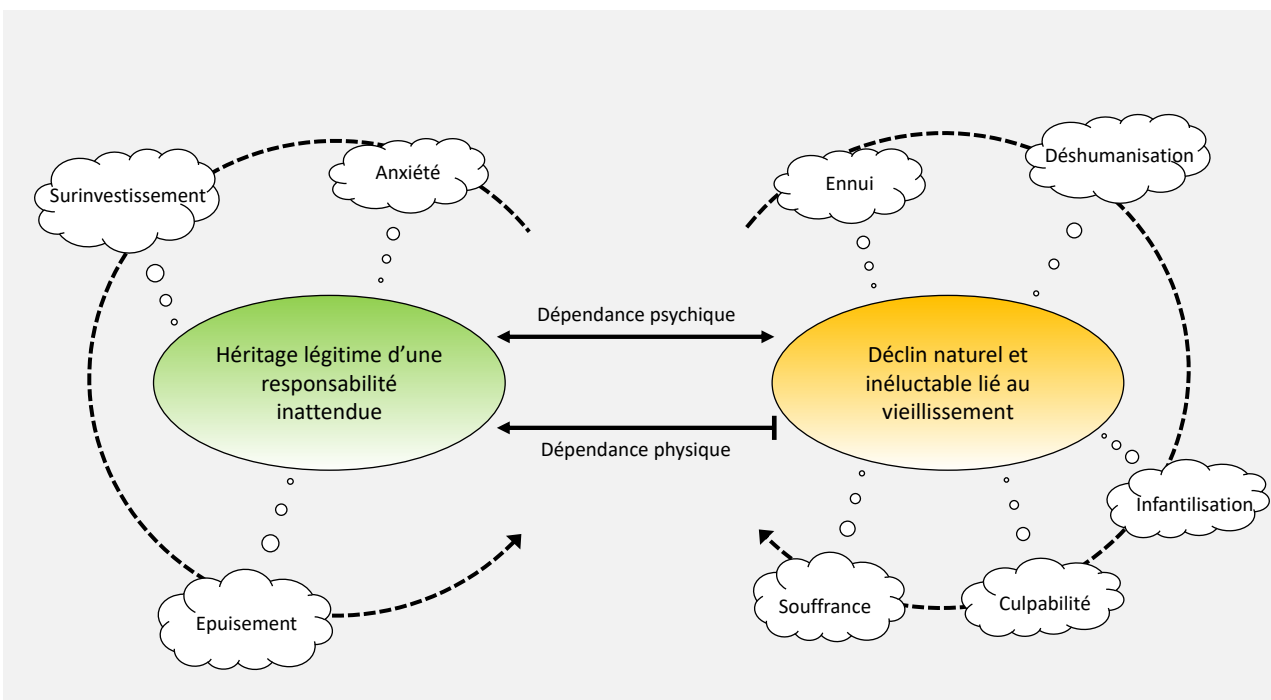 Anxiété
Surinvestissement
Ennui
Déshumanisation
Dépendance psychique
Héritage légitime d’une
responsabilité
inattendue
Déclin naturel et
inéluctable lié au
vieillissement
Dépendance physique
Infantilisation
Epuisement
Souffrance
Culpabilité